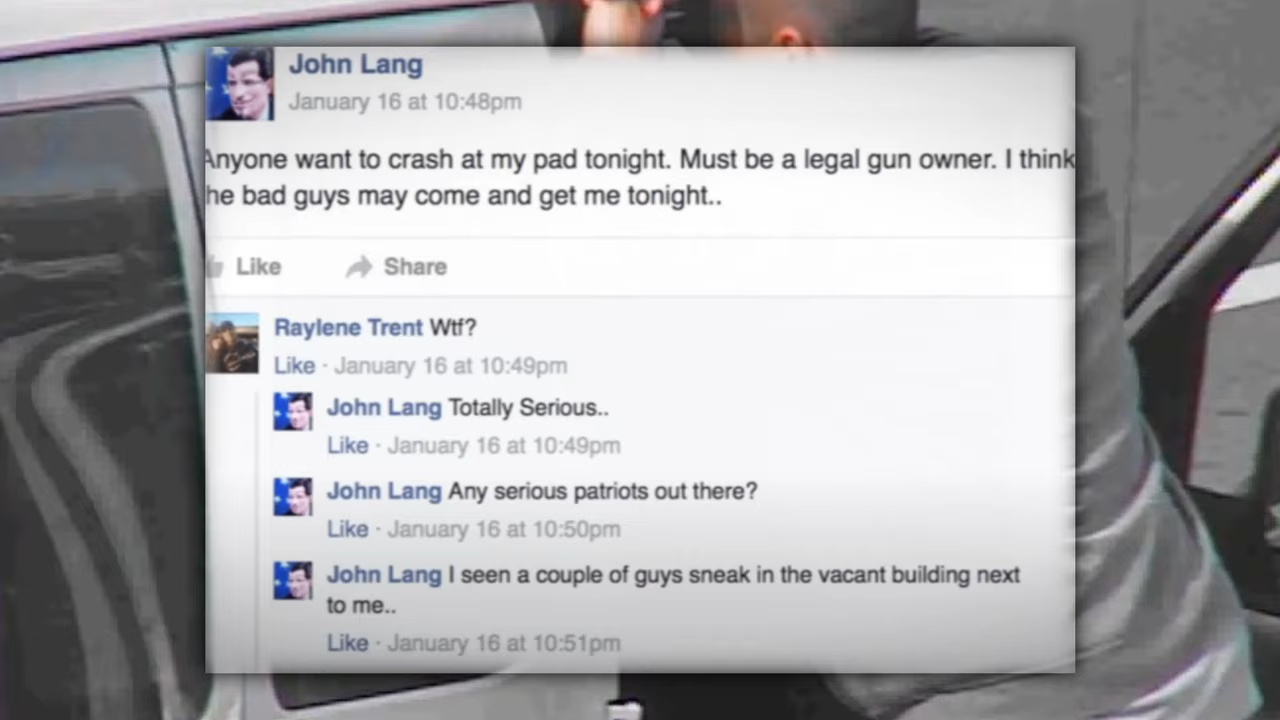 John Lang
January 16 at 10:48pm
Anyone want to crash at my pad tonight. Must be a legal gun owner. I think
he bad guys may come and get me tonight..
Like Share
Raylene Trent Wtf?
Like · January 16 at 10:49pm
John Lang Totally Serious..
Like · January 16 at 10:49pm
John Lang Any serious patriots out there?
Like · January 16 at 10:50pm
John Lang I seen a couple of guys sneak in the vacant building next
to me..
Like · January 16 at 10:51pm